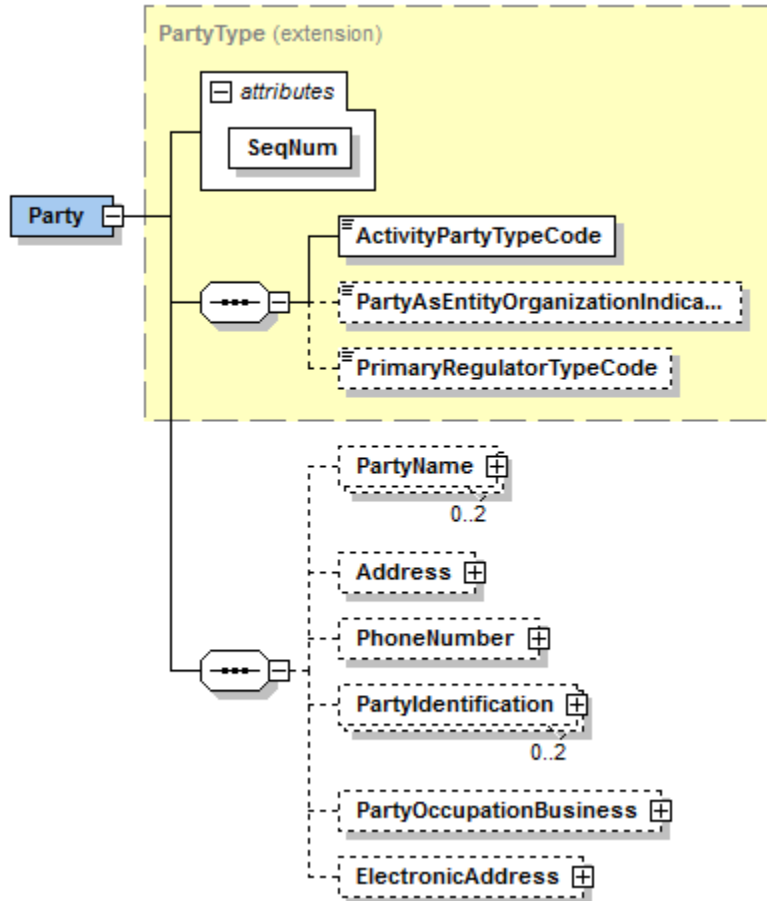 PartyType (extension)
attributes
SeqNum
Party
ActivityPartyTypeCode
PartyAsEntityOrganizationIndica...
PrimaryRegulatorTypeCode
PartyName
0..2
Address
PhoneNumber
PartyIdentification
0..2
PartyOccupationBusiness
ElectronicAddress